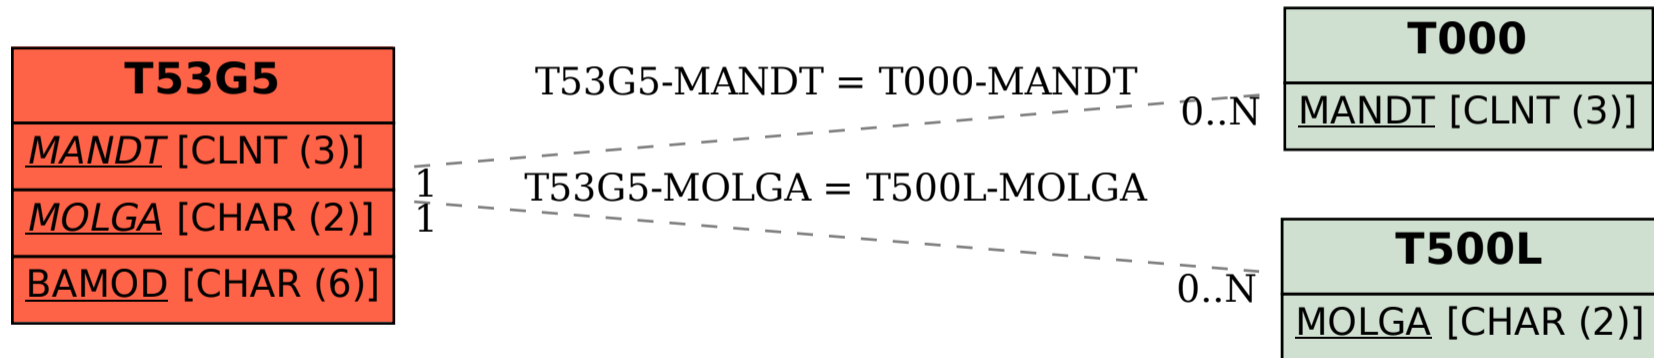 T53G5
MANDT [CLNT (3)]
MOLGA [CHAR (2)]
BAMOD [CHAR (6)]
T53G5-MANDT = T000-MANDT
0..N
1
T53G5-MOLGA = T500L-MOLGA
1
0..N
T000
MANDT [CLNT (3)]
T500L
MOLGA [CHAR (2)]